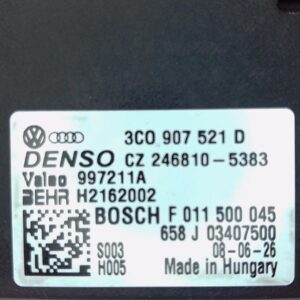 3C0 907 521 D
DENSO CZ 246810-5383
Valeo 997211A
BEHR H2162002
BOSCH F 011 500 045
658 J 03407500
S003 08-06-26
H005 Made in Hungary